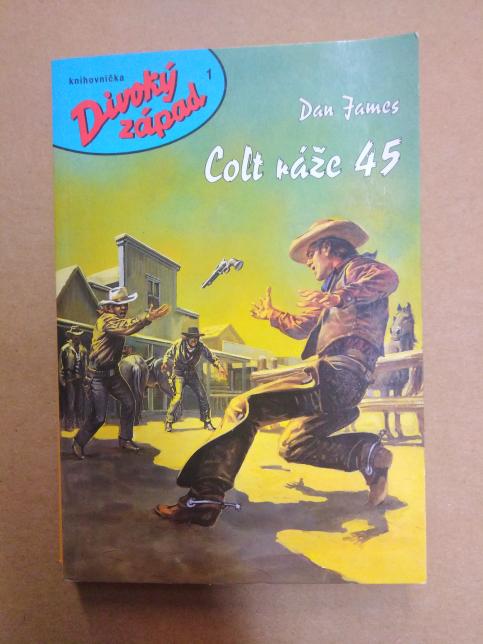 knihovnička
1
Divoký
západ
Dan James
Colt ráže 45